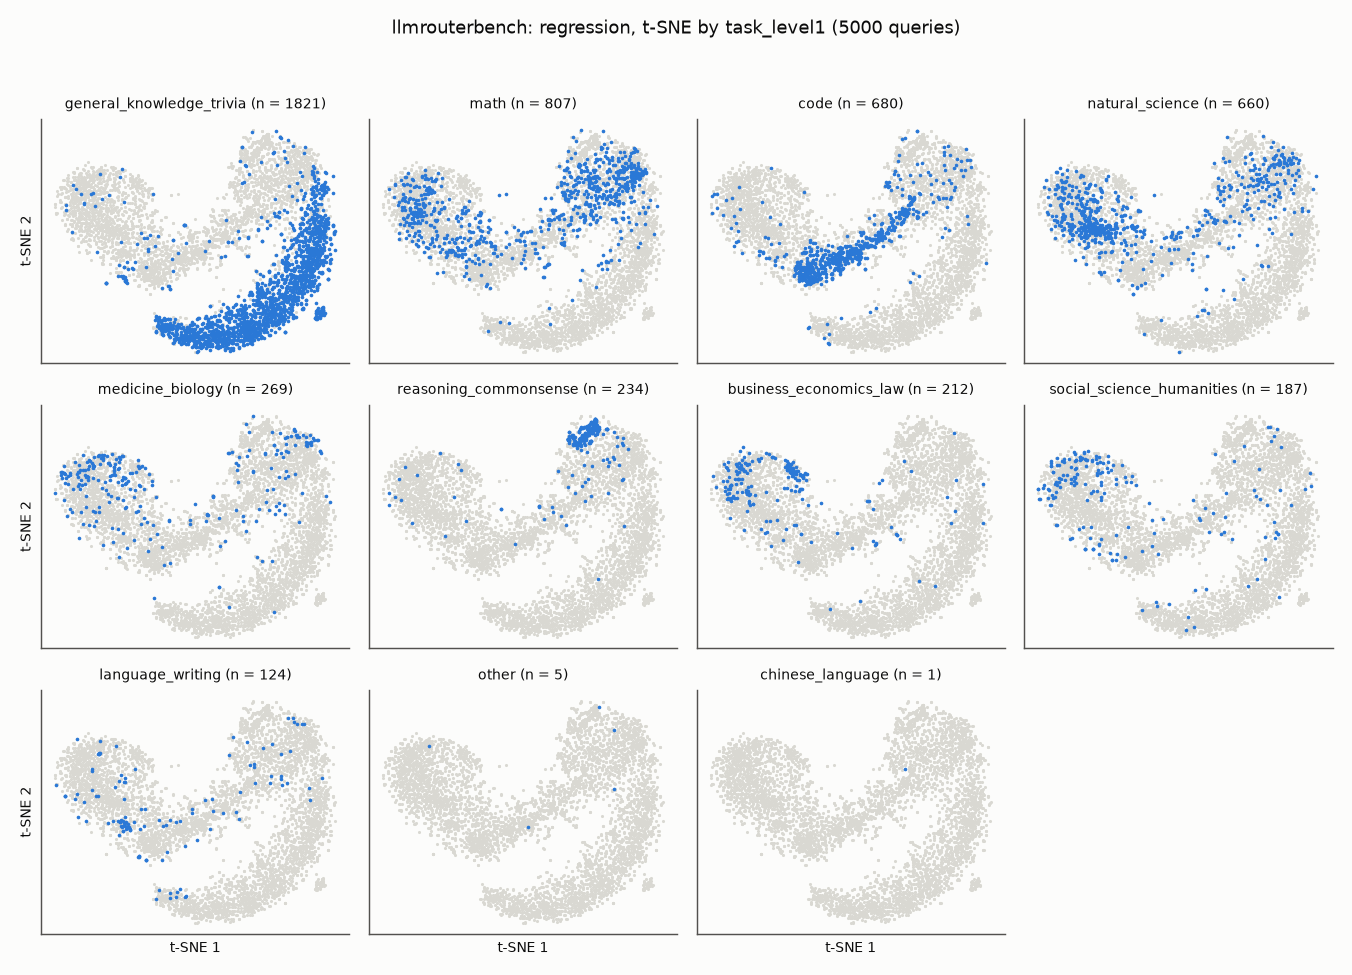 llmrouterbench: regression, t-SNE by task_level1 (5000 queries)
general_knowledge_trivia (n = 1821)
math (n = 807)
code (n = 680)
natural_science (n = 660)
t-SNE 2
medicine_biology (n = 269)
reasoning_commonsense (n = 234)
business_economics_law (n = 212)
social_science_humanities (n = 187)
t-SNE 2
language_writing (n = 124)
other (n = 5)
chinese_language (n = 1)
t-SNE 2
t-SNE 1
t-SNE 1
t-SNE 1